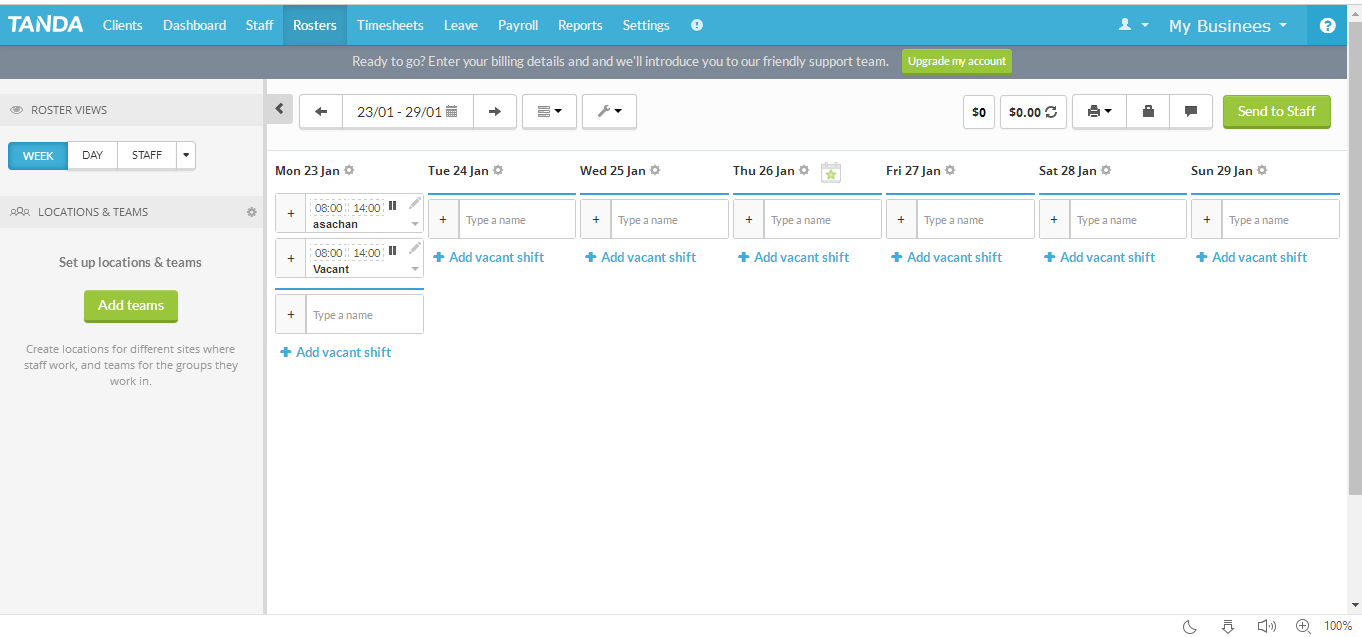 TANDA Clients Dashboard Staff Rosters Timesheets Leave Payroll Reports Settings My Businees
Ready to go? Enter your billing details and and we'll introduce you to our friendly support team. Upgrade my account
ROSTER VIEWS
WEEK DAY STAFF
LOCATIONS & TEAMS
Set up locations & teams
Add teams
Create locations for different sites where
staff work, and teams for the groups they
work in.
23/01 - 29/01 $0 $0.00 Send to Staff
Mon 23 Jan Tue 24 Jan Wed 25 Jan Thu 26 Jan Fri 27 Jan Sat 28 Jan Sun 29 Jan
+ 08:00 14:00
asachan
+ Type a name + Type a name + Type a name + Type a name + Type a name + Type a name
+ 08:00 14:00
Vacant
+ Add vacant shift + Add vacant shift + Add vacant shift + Add vacant shift + Add vacant shift + Add vacant shift
+ Type a name
+ Add vacant shift
100%